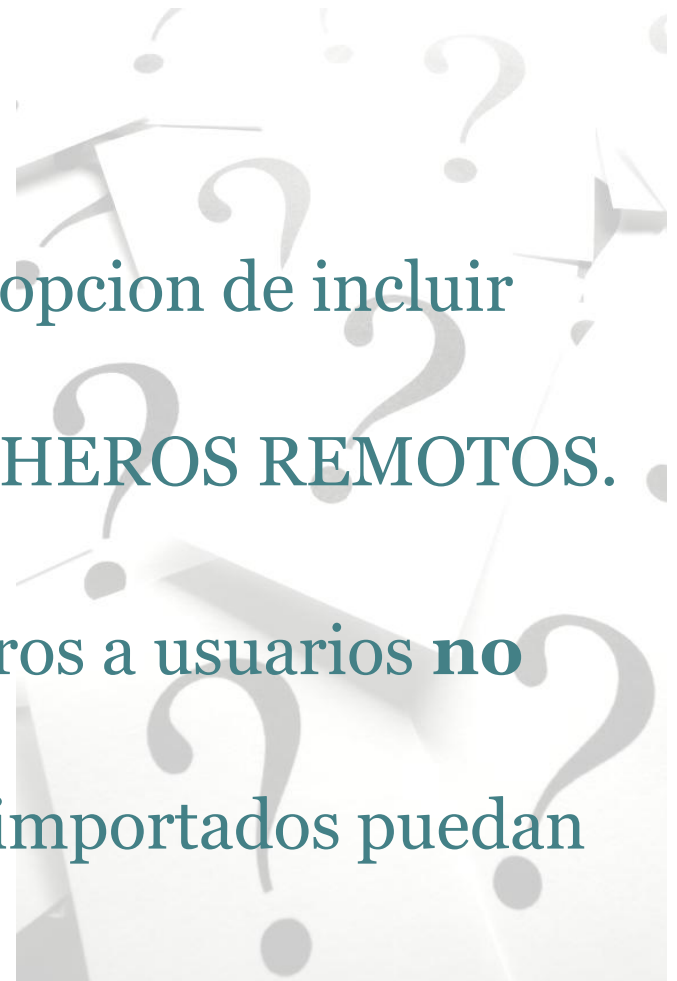 opcion de incluir
HEROS REMOTOS.
ros a usuarios no
importados puedan